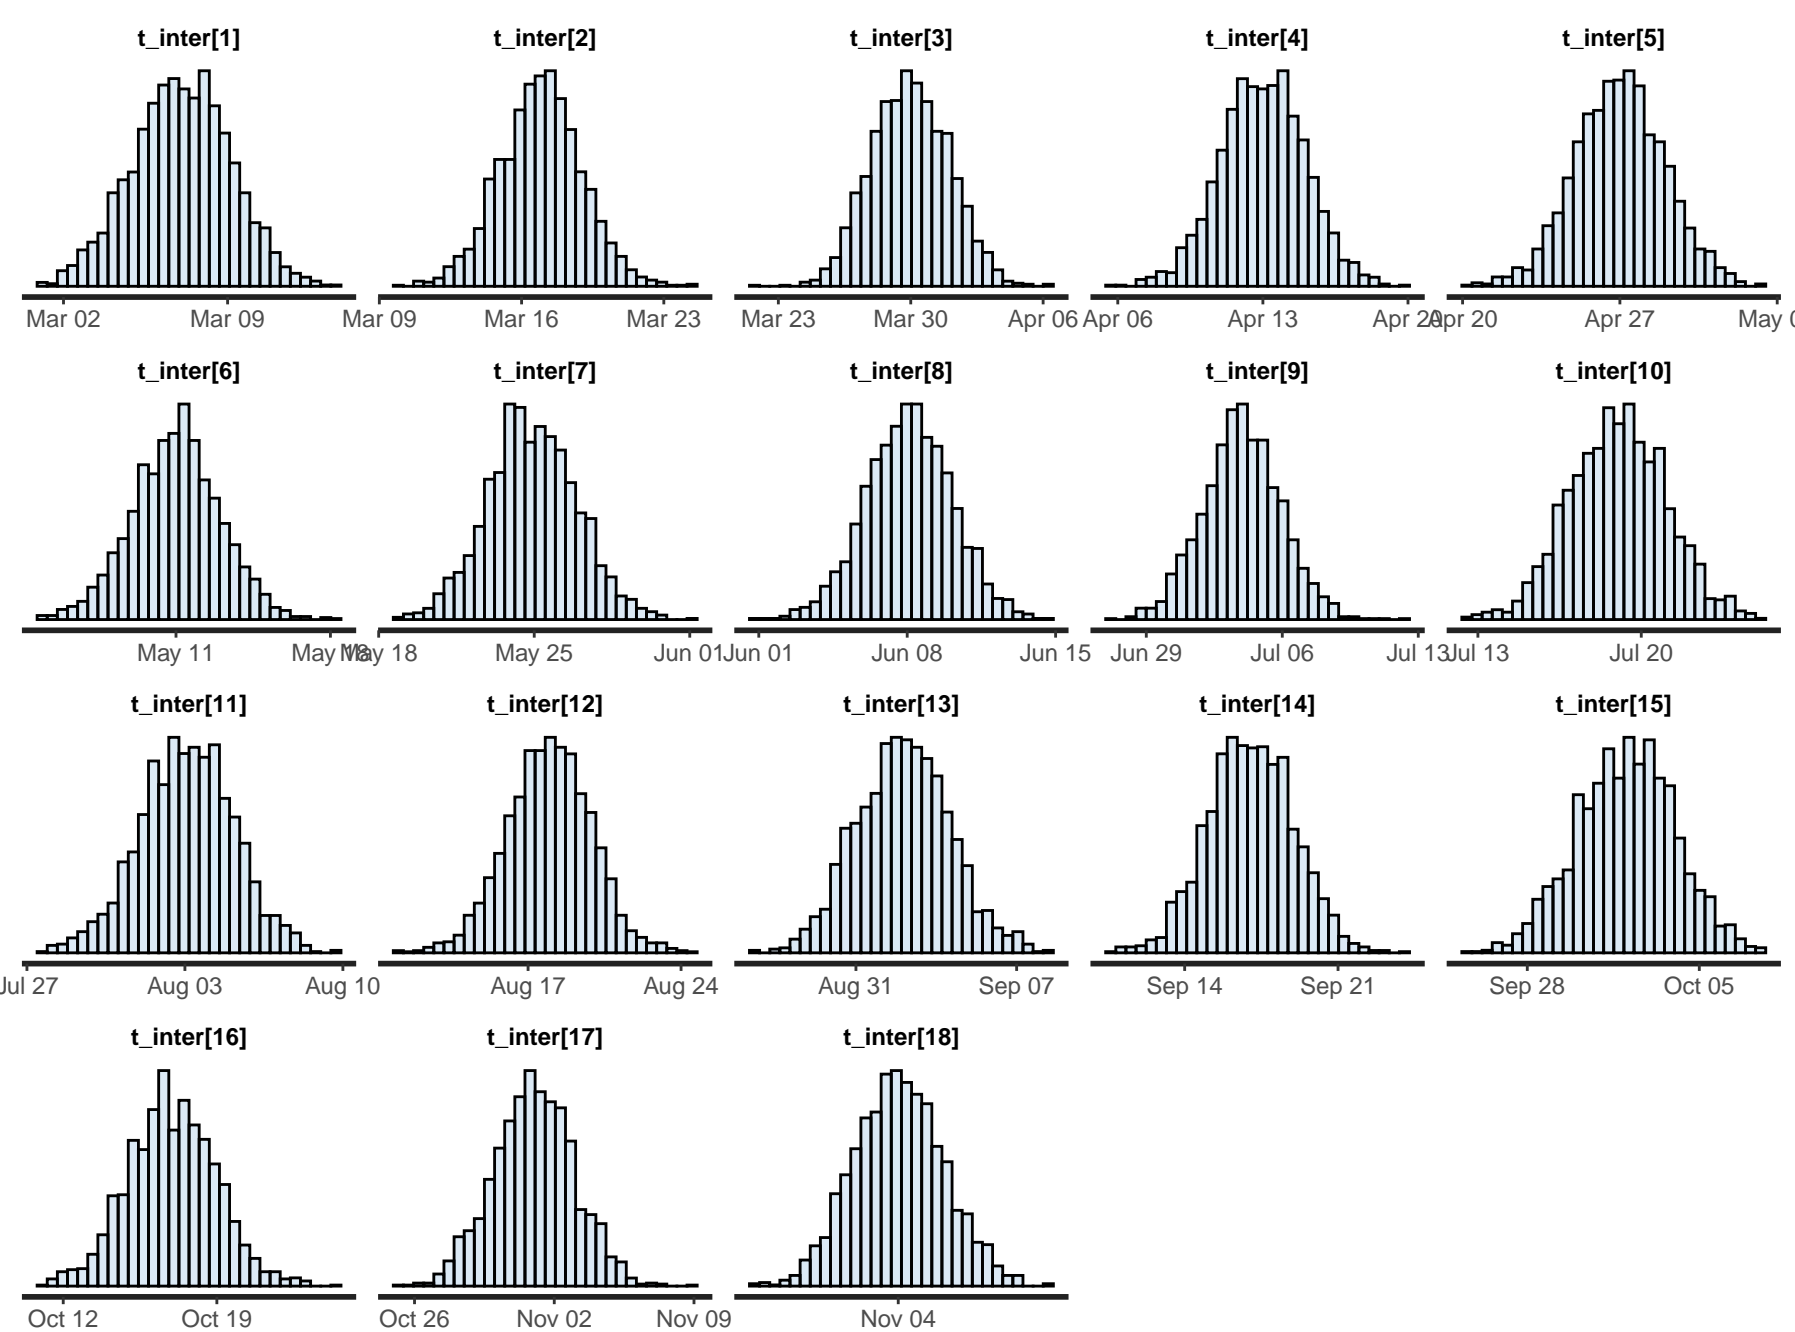 t_inter[1] t_inter[2] t_inter[3] t_inter[4] t_inter[5]
Mar 02 Mar 09 Mar 09 Mar 16 Mar 23 Mar 23 Mar 30 Apr 06 Apr 06 Apr 13 Apr 20 Apr 20 Apr 27 May 0
t_inter[6] t_inter[7] t_inter[8] t_inter[9] t_inter[10]
May 11 May 18 May 18 May 25 Jun 01 Jun 01 Jun 08 Jun 15 Jun 29 Jul 06 Jul 13 Jul 13 Jul 20
t_inter[11] t_inter[12] t_inter[13] t_inter[14] t_inter[15]
Jul 27 Aug 03 Aug 10 Aug 17 Aug 24 Aug 31 Sep 07 Sep 14 Sep 21 Sep 28 Oct 05
t_inter[16] t_inter[17] t_inter[18]
Oct 12 Oct 19 Oct 26 Nov 02 Nov 09 Nov 04